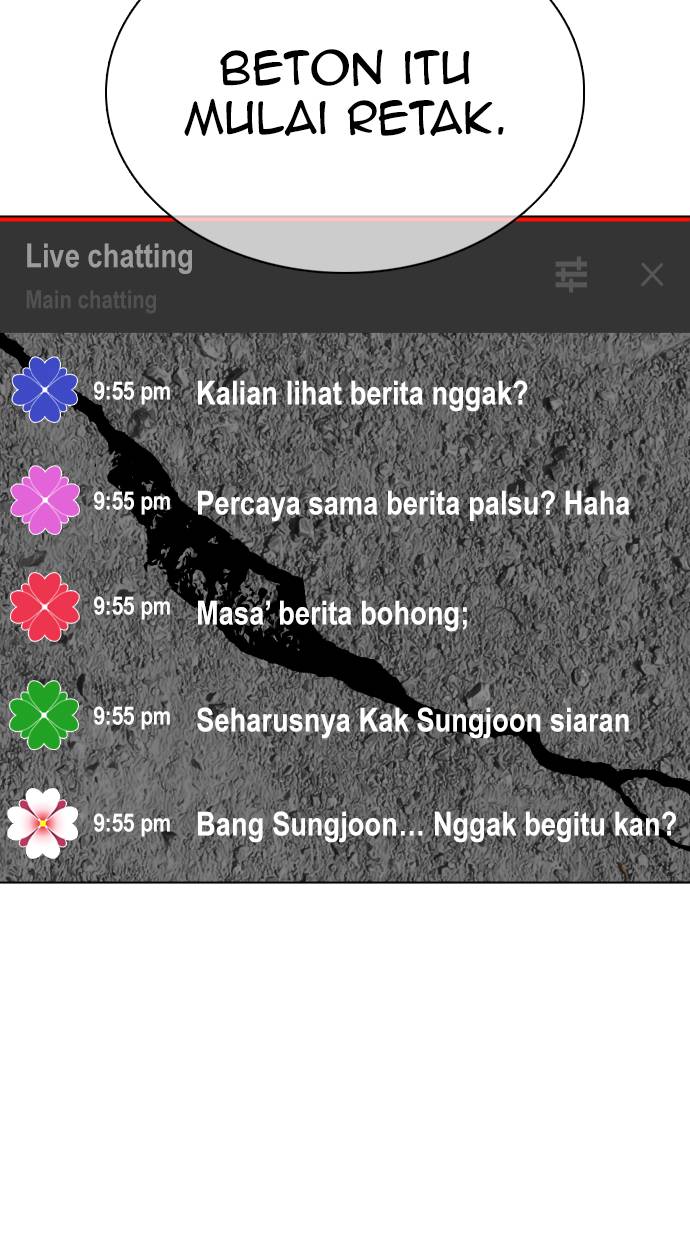 BETON ITU
MULAI RETAK.
Live chatting
Main chatting
9:55 pm Kalian lihat berita nggak?
9:55 pm Percaya sama berita palsu? Haha
9:55 pm Masa’ berita bohong;
9:55 pm Seharusnya Kak Sungjoon siaran
9:55 pm Bang Sungjoon... Nggak begitu kan?